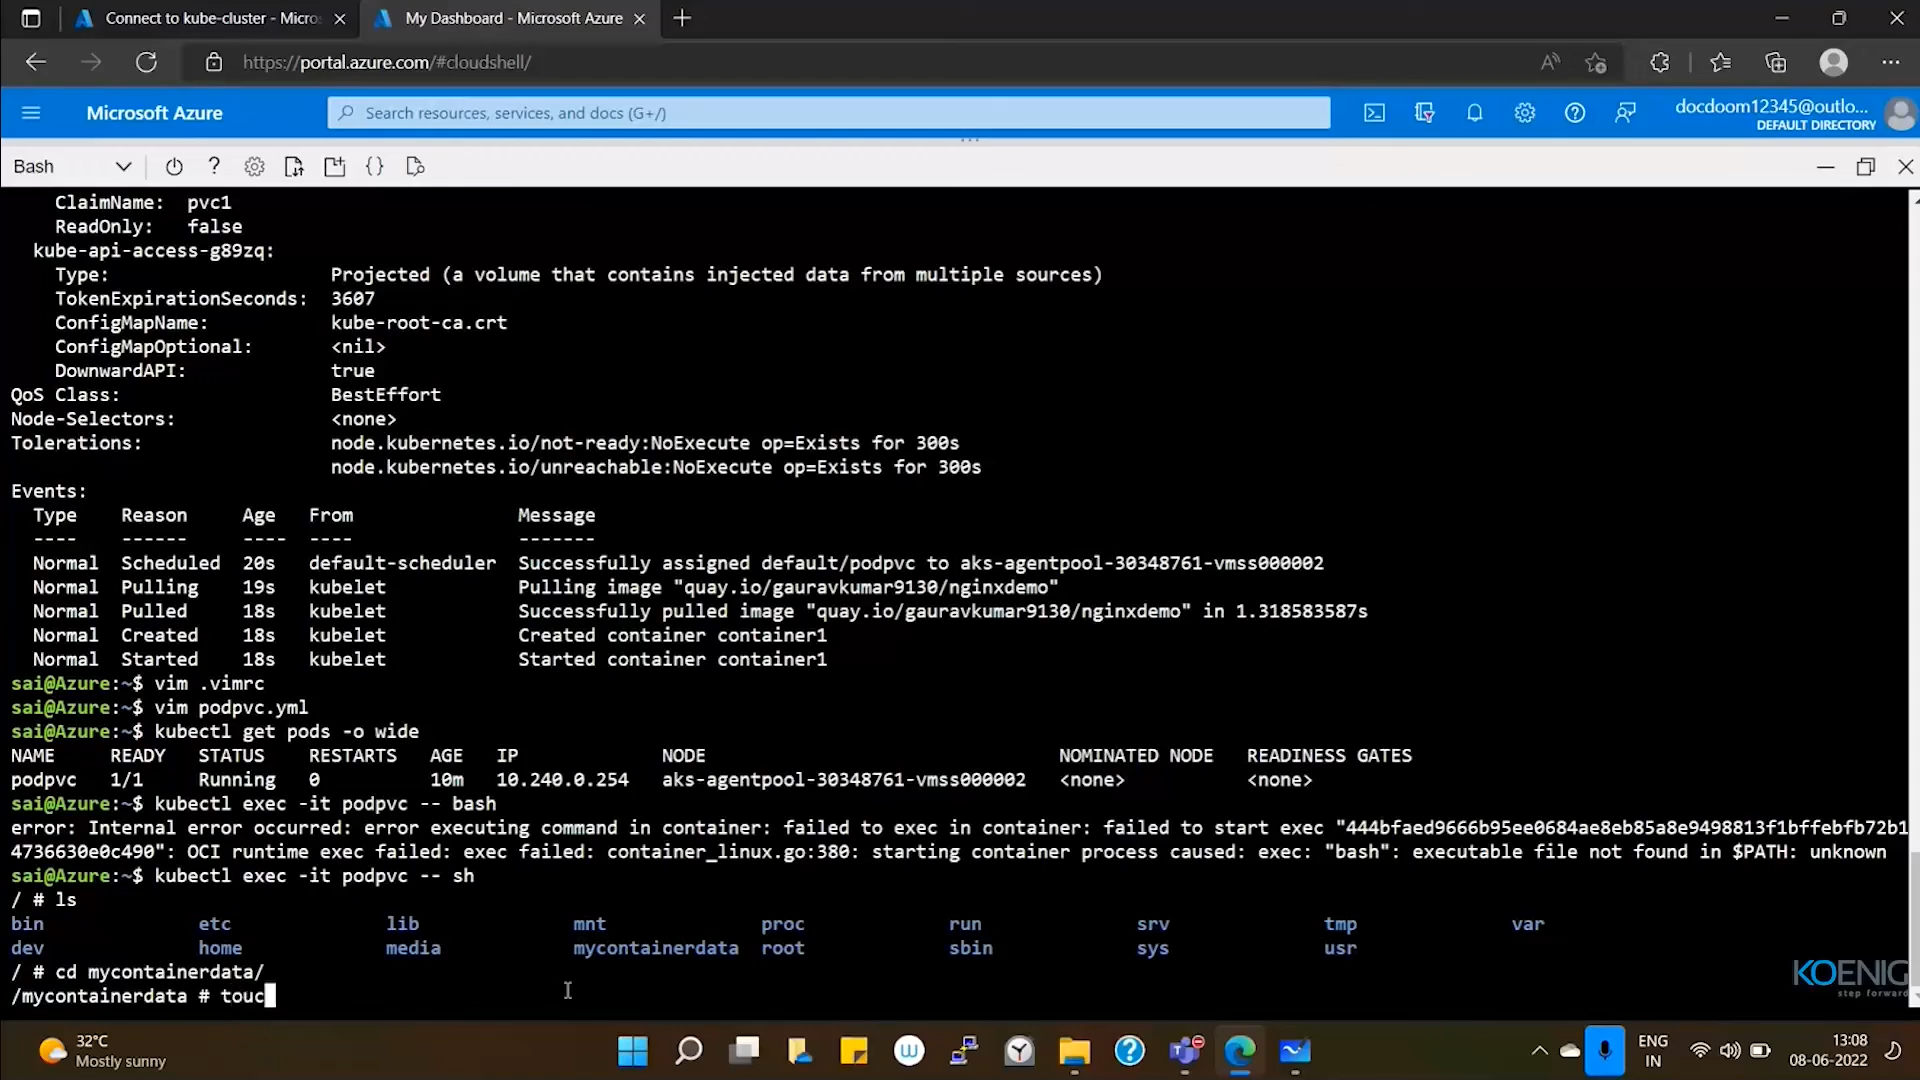 Connect to kube-cluster - Micro
My Dashboard - Microsoft Azure
https://portal.azure.com/#cloudshell/
Microsoft Azure
Search resources, services, and docs (G+/)
docdoom12345@outlo...
DEFAULT DIRECTORY
Bash
ClaimName: pvc1
ReadOnly: false
kube-api-access-g89zq:
Type: Projected (a volume that contains injected data from multiple sources)
TokenExpirationSeconds: 3607
ConfigMapName: kube-root-ca.crt
ConfigMapOptional: <nil>
DownwardAPI: true
QoS Class: BestEffort
Node-Selectors: <none>
Tolerations: node.kubernetes.io/not-ready:NoExecute op=Exists for 300s
node.kubernetes.io/unreachable:NoExecute op=Exists for 300s
Events:
Type Reason Age From Message
---- ------ ---- ---- -------
Normal Scheduled 20s default-scheduler Successfully assigned default/podpvc to aks-agentpool-30348761-vmss000002
Normal Pulling 19s kubelet Pulling image "quay.io/gauravkumar9130/nginxdemo"
Normal Pulled 18s kubelet Successfully pulled image "quay.io/gauravkumar9130/nginxdemo" in 1.318583587s
Normal Created 18s kubelet Created container container1
Normal Started 18s kubelet Started container container1
sai@Azure:~$ vim .vimrc
sai@Azure:~$ vim podpvc.yml
sai@Azure:~$ kubectl get pods -o wide
NAME READY STATUS RESTARTS AGE IP NODE NOMINATED NODE READINESS GATES
podpvc 1/1 Running 0 10m 10.240.0.254 aks-agentpool-30348761-vmss000002 <none> <none>
sai@Azure:~$ kubectl exec -it podpvc -- bash
error: Internal error occurred: error executing command in container: failed to exec in container: failed to start exec "444bfaed9666b95ee0684ae8eb85a8e9498813f1bffebfb72b1
4736630e0c490": OCI runtime exec failed: exec failed: container_linux.go:380: starting container process caused: exec: "bash": executable file not found in $PATH: unknown
sai@Azure:~$ kubectl exec -it podpvc -- sh
/ # ls
bin etc lib mnt proc run srv tmp var
dev home media mycontainerdata root sbin sys usr
/ # cd mycontainerdata/
/mycontainerdata # touc
KOENIG
step forward
32°C
Mostly sunny
ENG
IN
13:08
08-06-2022